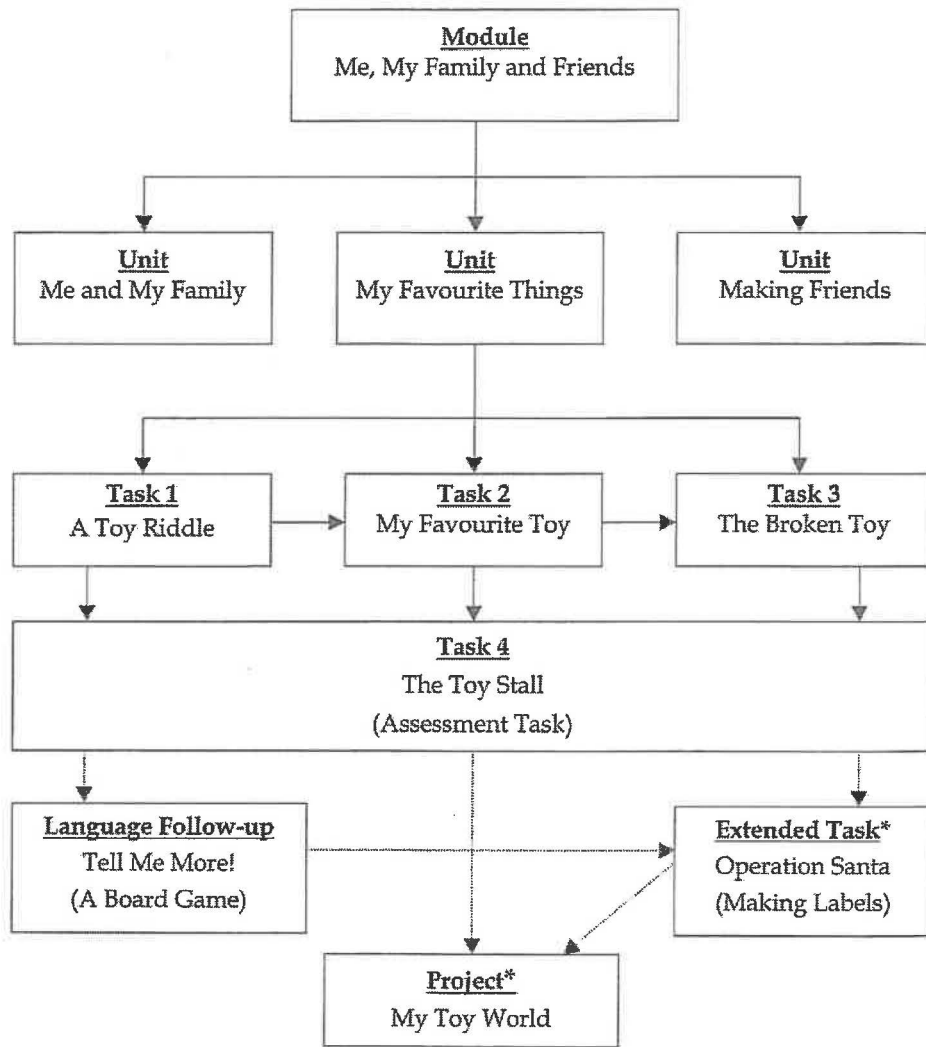 Module
Me, My Family and Friends
Unit
Me and My Family
Unit
My Favourite Things
Unit
Making Friends
Task 1
A Toy Riddle
Task 2
My Favourite Toy
Task 3
The Broken Toy
Task 4
The Toy Stall
(Assessment Task)
Language Follow-up
Tell Me More!
(A Board Game)
Extended Task*
Operation Santa
(Making Labels)
Project*
My Toy World